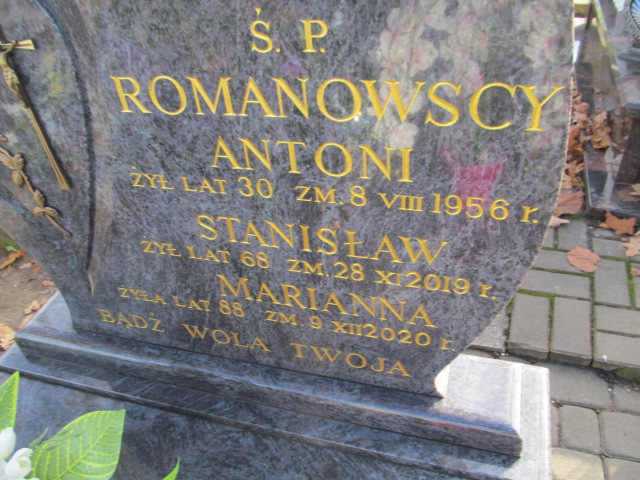 Ś. P.
ROMANOWSCY
ANTONI
ŻYŁ LAT 30 ZM. 8 VIII 1956 r.
STANISŁAW
ŻYŁ LAT 68 ZM. 28 XI 2019 r.
MARIANNA
ŻYŁA LAT 88 ZM. 9 XII 2020 r.
BĄDŹ WOLA TWOJA